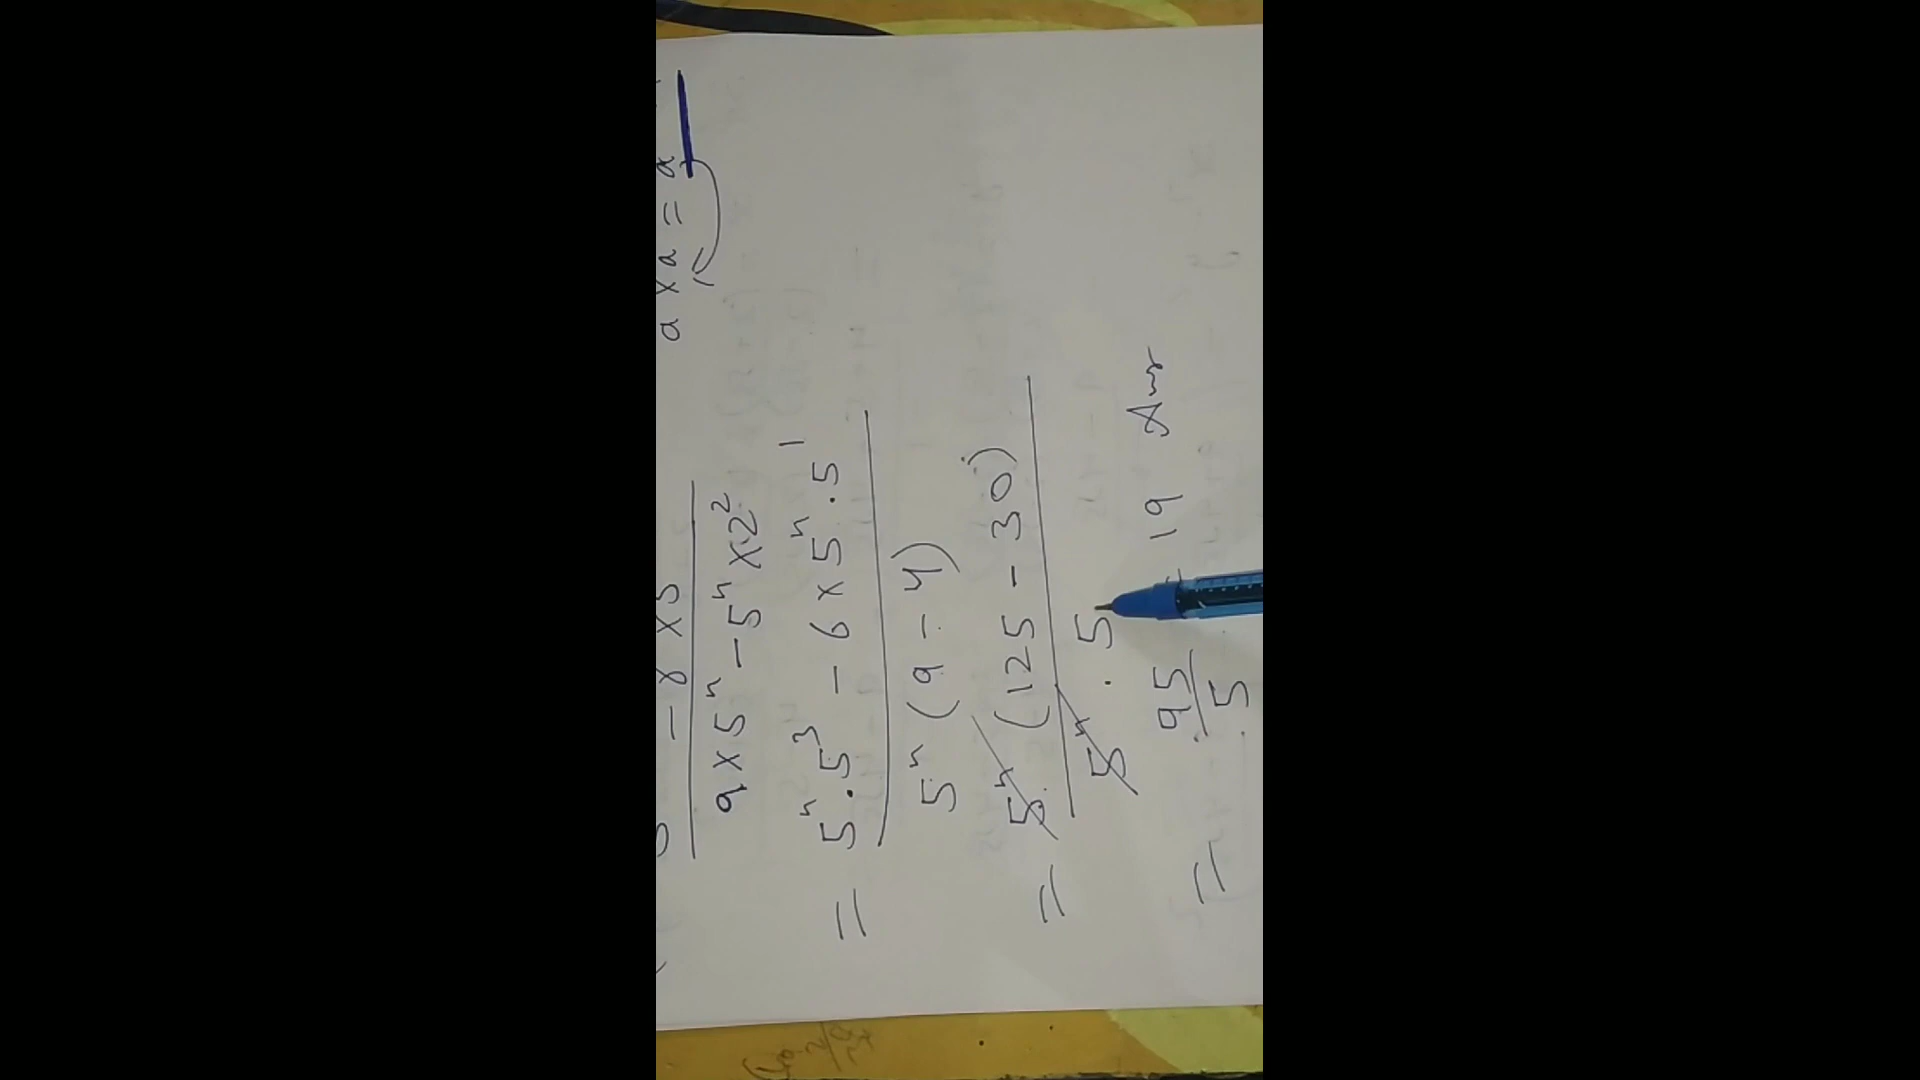 a × a = a
- 8 × 5
9 × 5ⁿ - 5ⁿ × 2²
= 5ⁿ . 5³ - 6 × 5ⁿ . 5¹
5ⁿ (9 - 4)
= 5ⁿ (125 - 30)
5ⁿ . 5
= 95 = 19 Ans
5